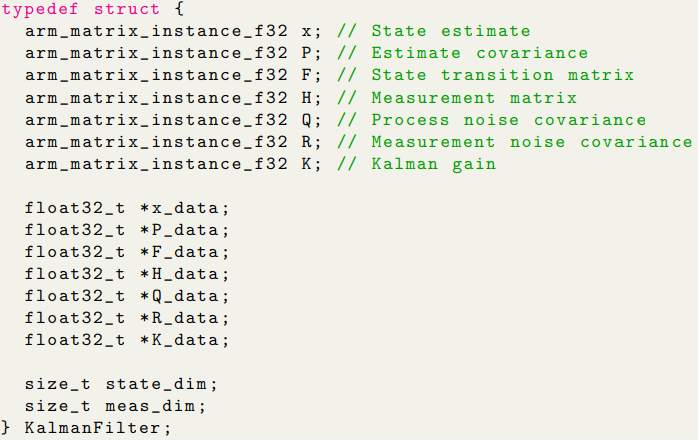 typedef struct {
  arm_matrix_instance_f32 x; // State estimate
  arm_matrix_instance_f32 P; // Estimate covariance
  arm_matrix_instance_f32 F; // State transition matrix
  arm_matrix_instance_f32 H; // Measurement matrix
  arm_matrix_instance_f32 Q; // Process noise covariance
  arm_matrix_instance_f32 R; // Measurement noise covariance
  arm_matrix_instance_f32 K; // Kalman gain

  float32_t *x_data;
  float32_t *P_data;
  float32_t *F_data;
  float32_t *H_data;
  float32_t *Q_data;
  float32_t *R_data;
  float32_t *K_data;

  size_t state_dim;
  size_t meas_dim;
} KalmanFilter;